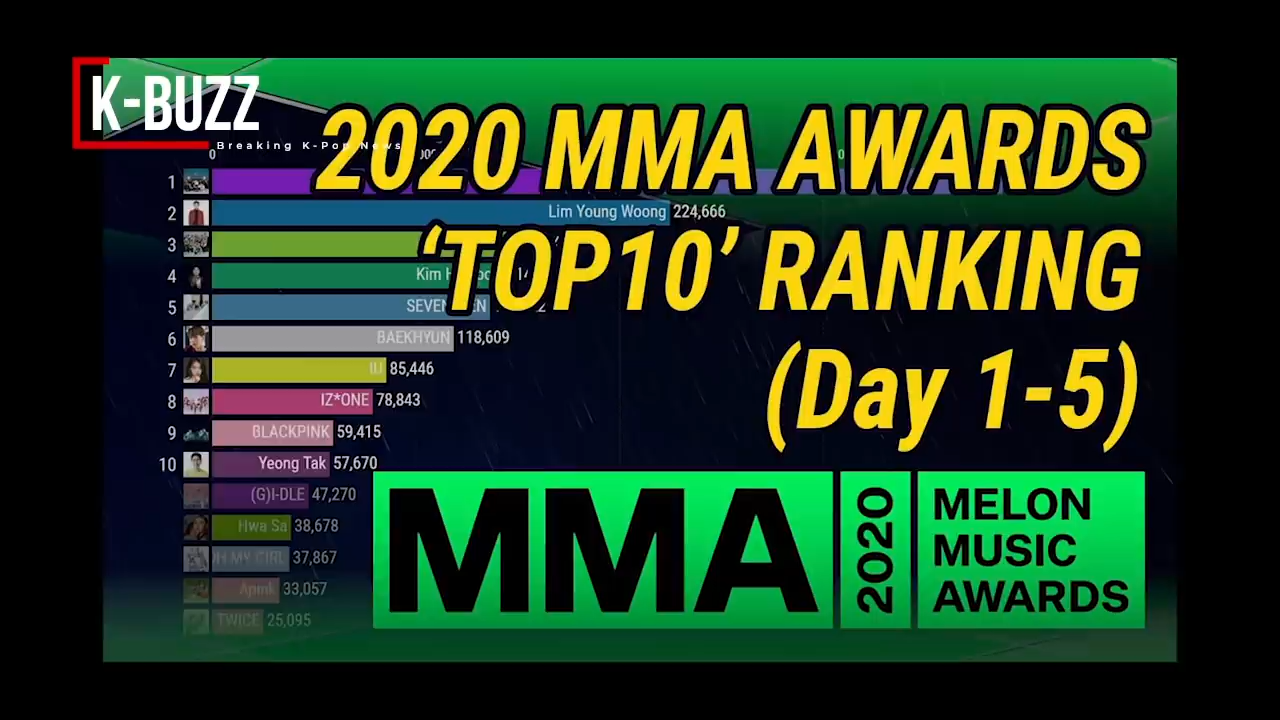 K-BUZZ
Breaking K-Pop News
2020 MMA AWARDS
'TOP10' RANKING
(Day 1-5)
0
1
2 Lim Young Woong 224,666
3
4 Kim
5
6 BAEKHYUN 118,609
7 IU 85,446
8 IZ*ONE 78,843
9 BLACKPINK 59,415
10 Yeong Tak 57,670
(G)I-DLE 47,270
Hwa Sa 38,678
OH MY GIRL 37,867
Apink 33,057
TWICE 25,095
MMA
2020
MELON
MUSIC
AWARDS